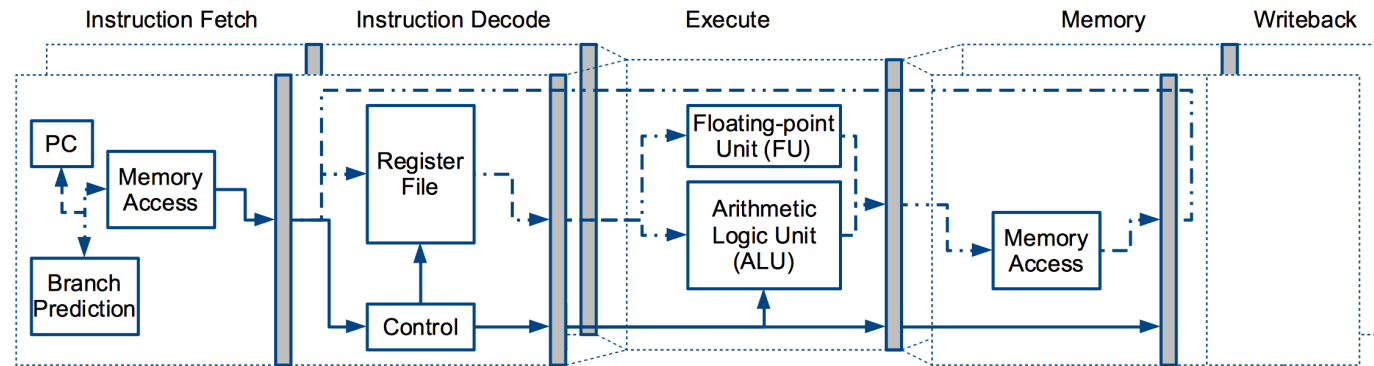 Instruction Fetch
Instruction Decode
Execute
Memory
Writeback
PC
Memory
Access
Branch
Prediction
Register
File
Control
Floating-point
Unit (FU)
Arithmetic
Logic Unit
(ALU)
Memory
Access